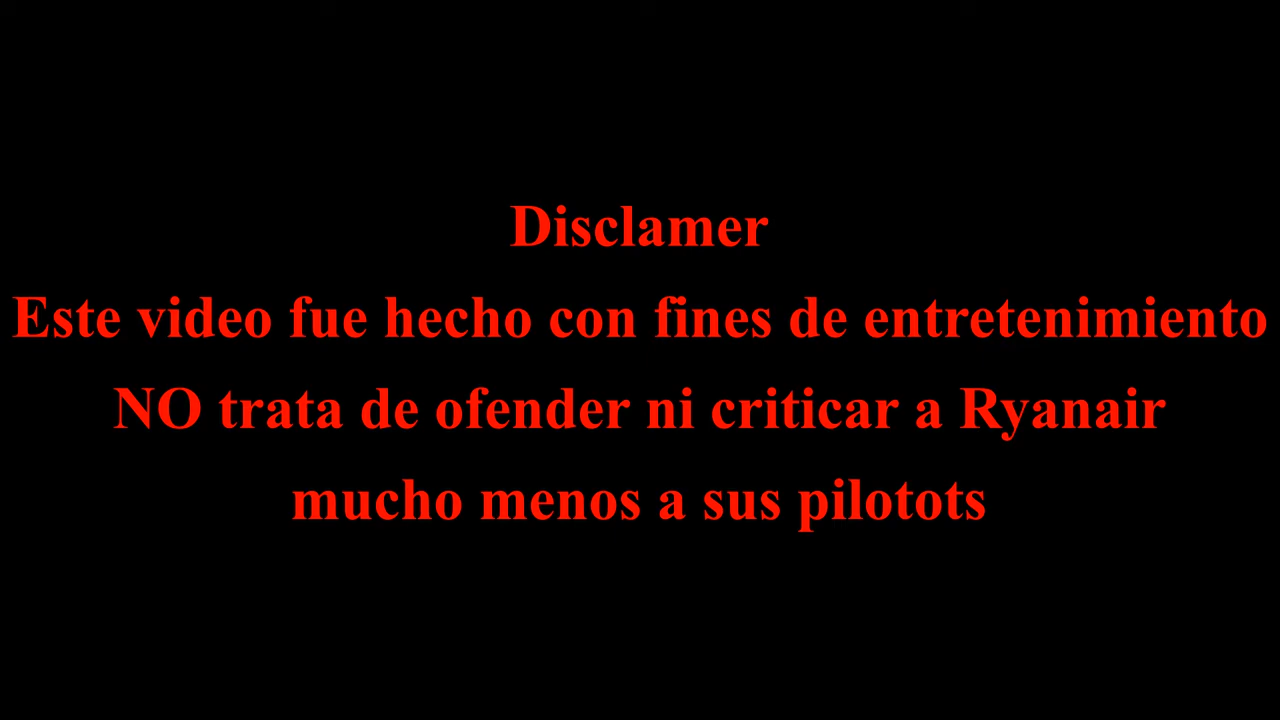 Disclamer
Este video fue hecho con fines de entretenimiento
NO trata de ofender ni criticar a Ryanair
mucho menos a sus pilotots